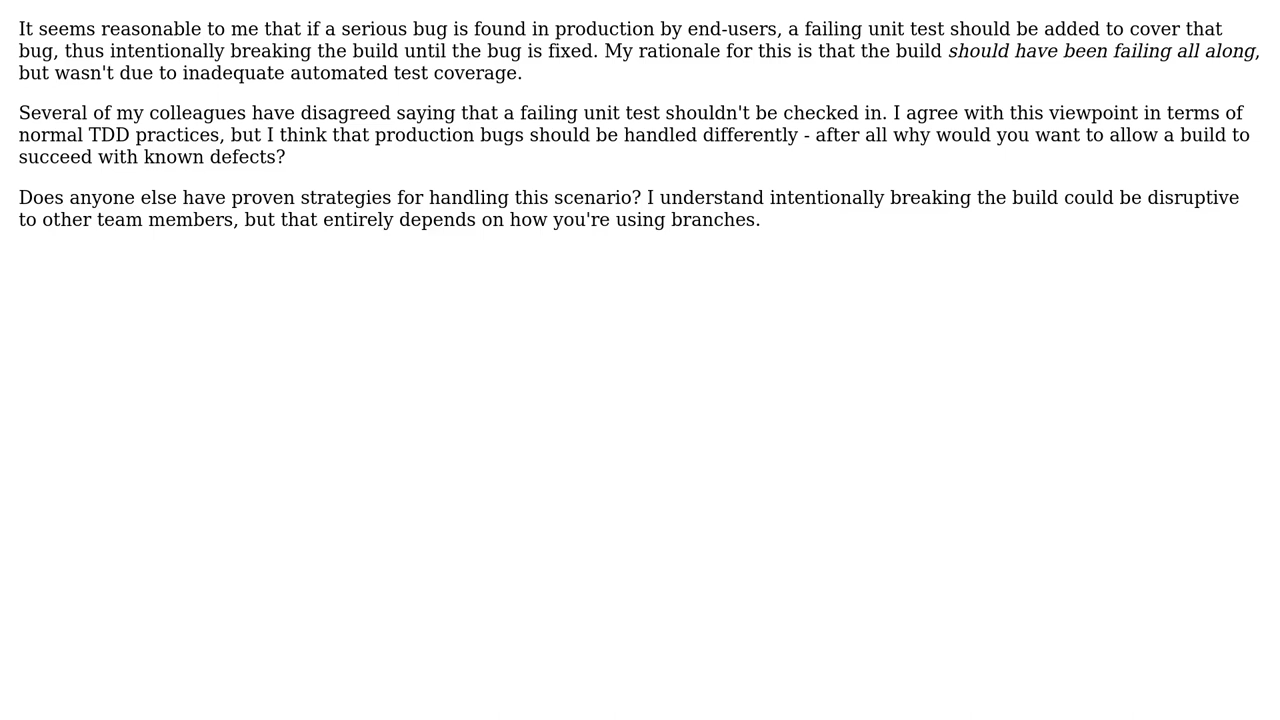 It seems reasonable to me that if a serious bug is found in production by end-users, a failing unit test should be added to cover that
bug, thus intentionally breaking the build until the bug is fixed. My rationale for this is that the build should have been failing all along,
but wasn't due to inadequate automated test coverage.
Several of my colleagues have disagreed saying that a failing unit test shouldn't be checked in. I agree with this viewpoint in terms of
normal TDD practices, but I think that production bugs should be handled differently - after all why would you want to allow a build to
succeed with known defects?
Does anyone else have proven strategies for handling this scenario? I understand intentionally breaking the build could be disruptive
to other team members, but that entirely depends on how you're using branches.